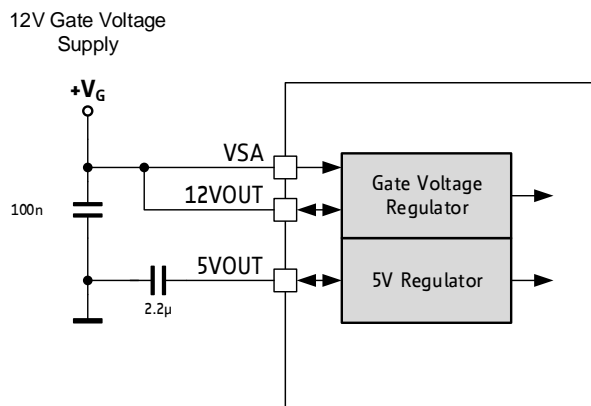 12V Gate Voltage
Supply
+VG
VSA
12VOUT
100n
5VOUT
2.2µ
Gate Voltage
Regulator
5V Regulator